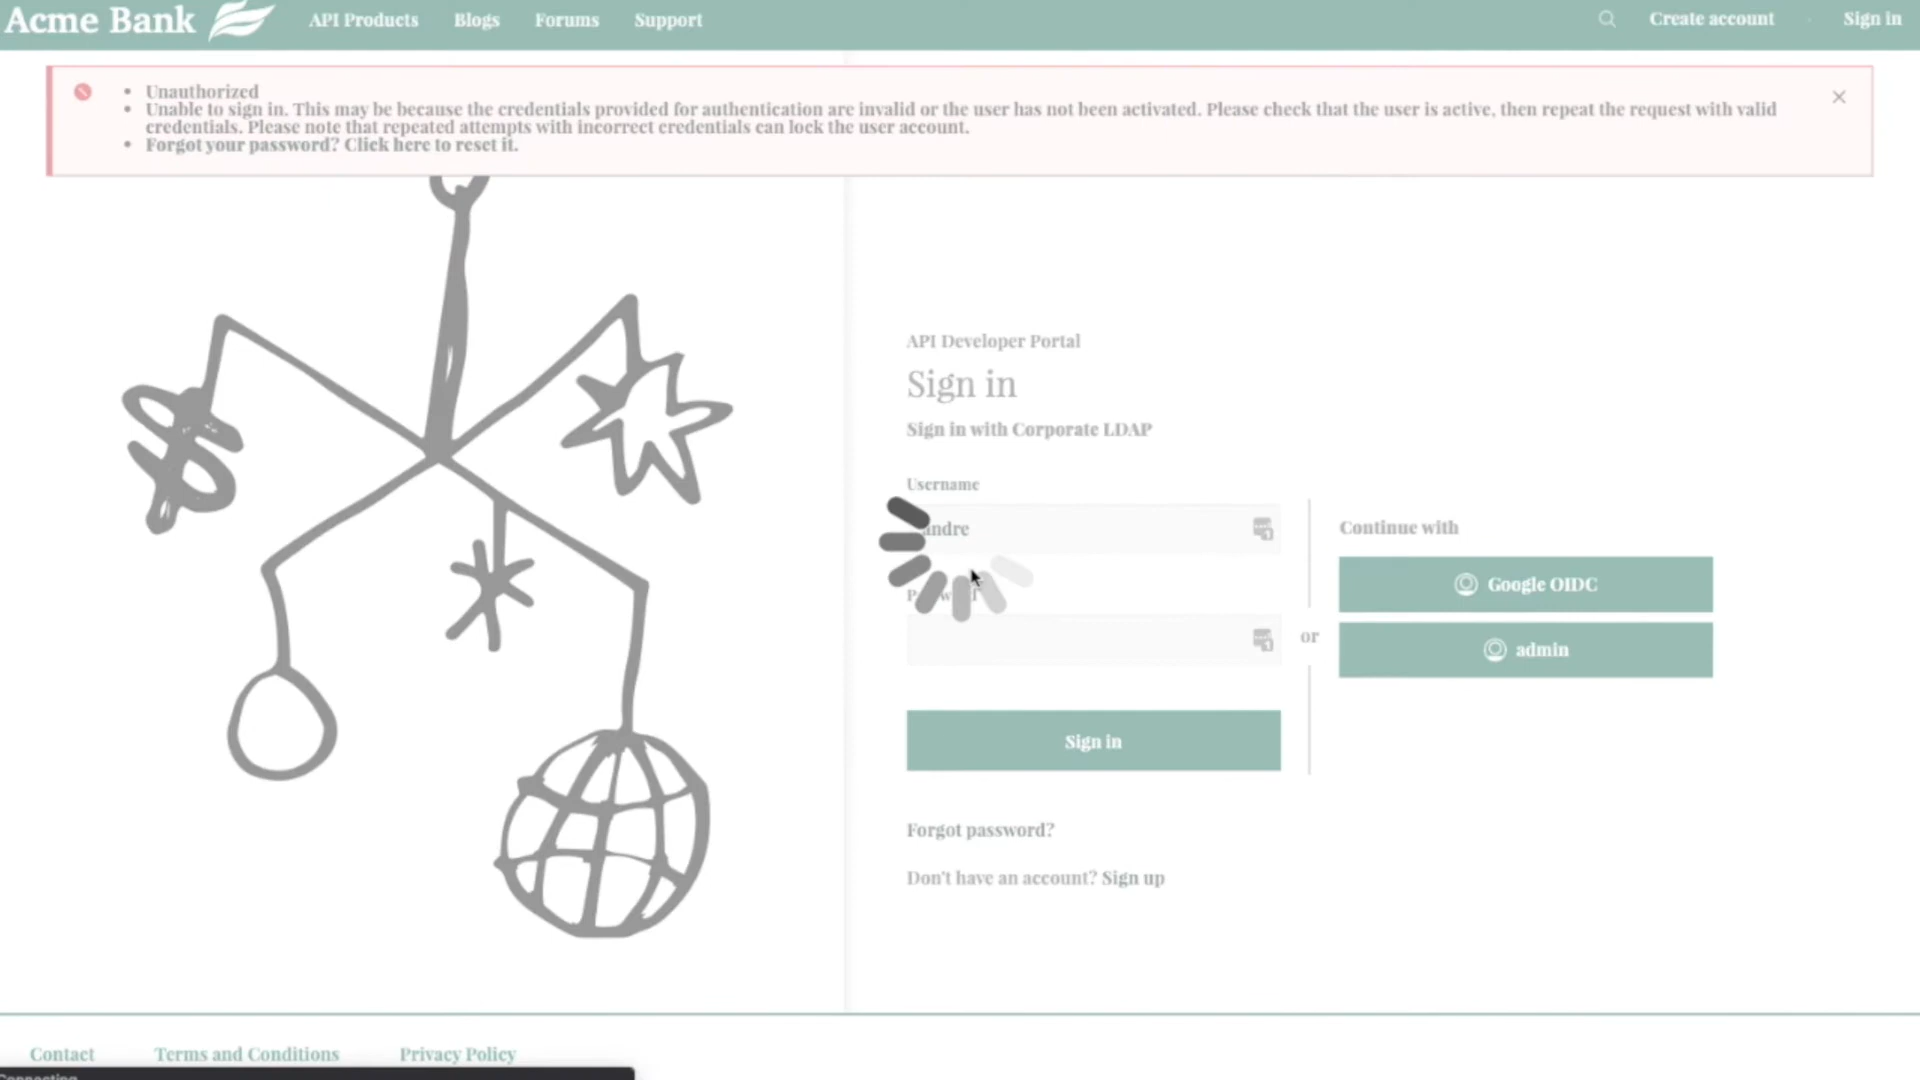 Acme Bank
API Products
Blogs
Forums
Support
Create account
Sign in
Unauthorized
Unable to sign in. This may be because the credentials provided for authentication are invalid or the user has not been activated. Please check that the user is active, then repeat the request with valid
credentials. Please note that repeated attempts with incorrect credentials can lock the user account.
Forgot your password? Click here to reset it.
API Developer Portal
Sign in
Sign in with Corporate LDAP
Username
andre
Continue with
Google OIDC
or
admin
Sign in
Forgot password?
Don't have an account? Sign up
Contact
Terms and Conditions
Privacy Policy